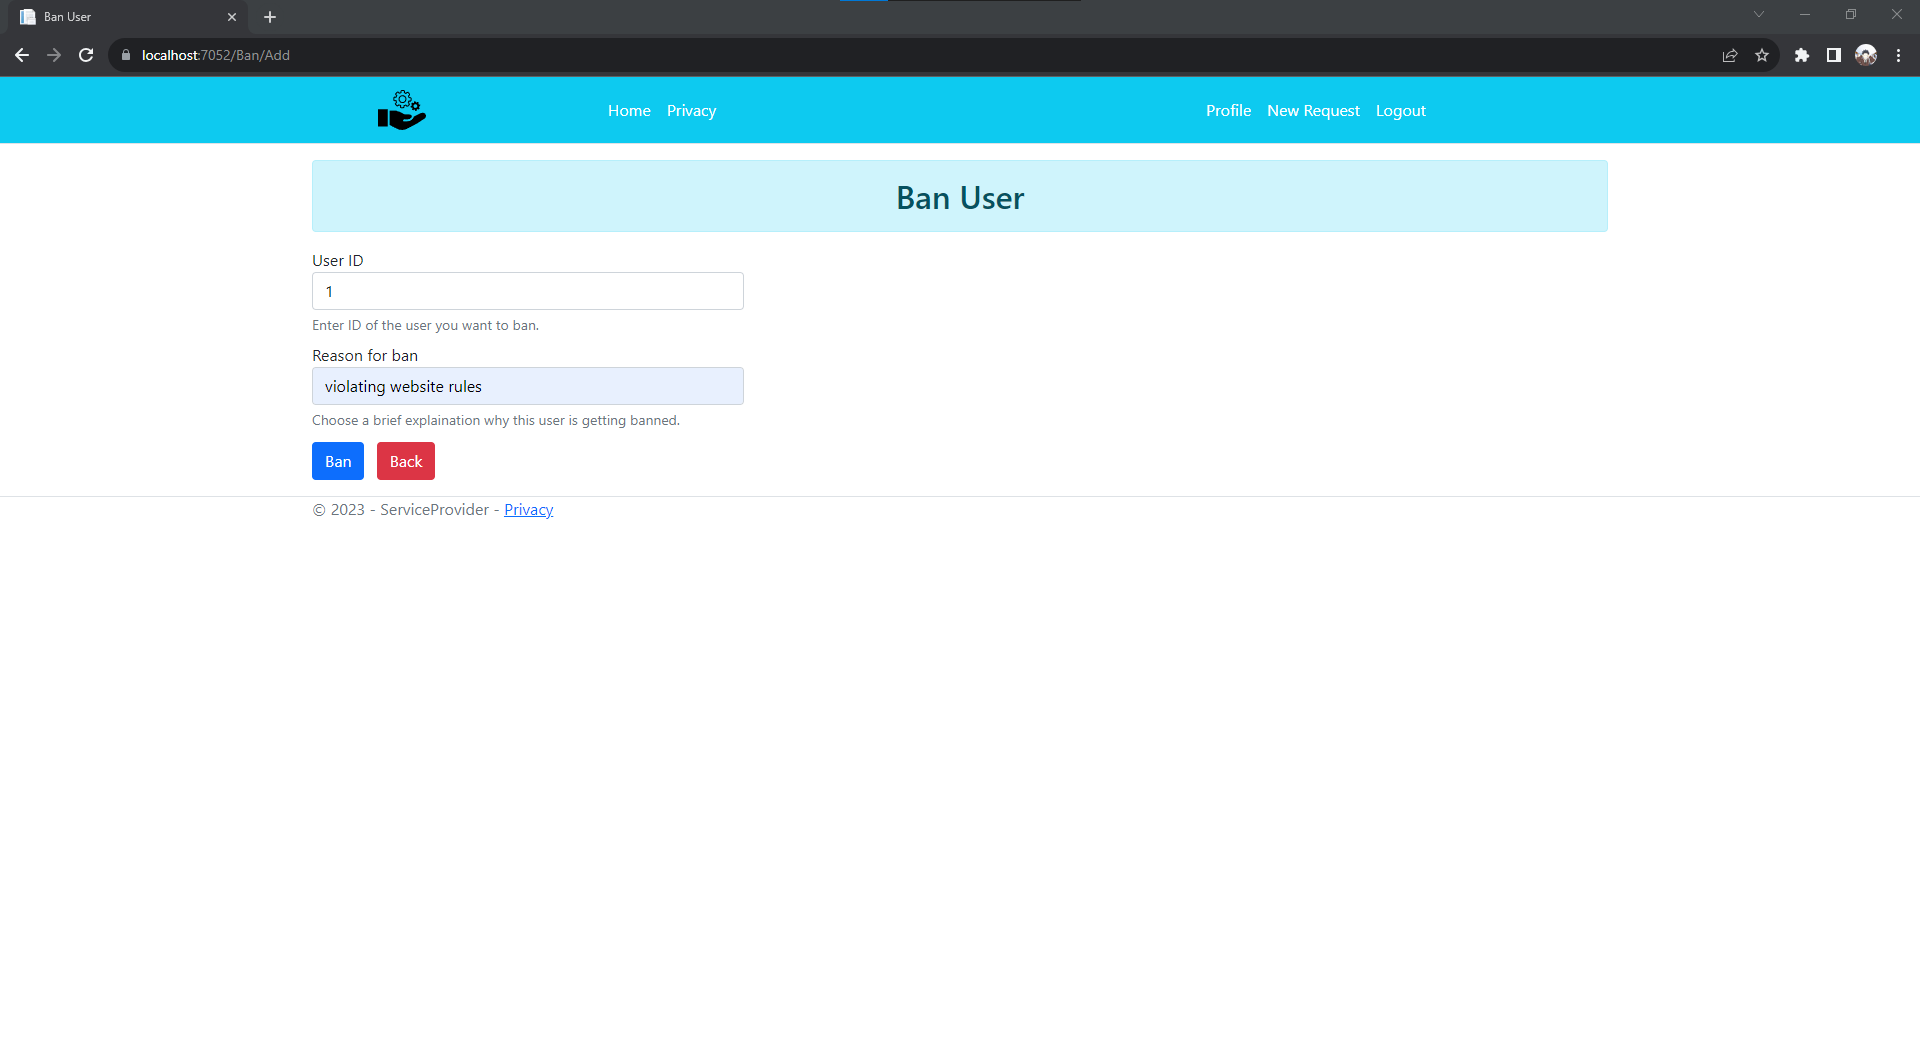 Ban User
localhost:7052/Ban/Add
Home Privacy Profile New Request Logout
Ban User
User ID
1
Enter ID of the user you want to ban.
Reason for ban
violating website rules
Choose a brief explaination why this user is getting banned.
Ban Back
© 2023 - ServiceProvider - Privacy